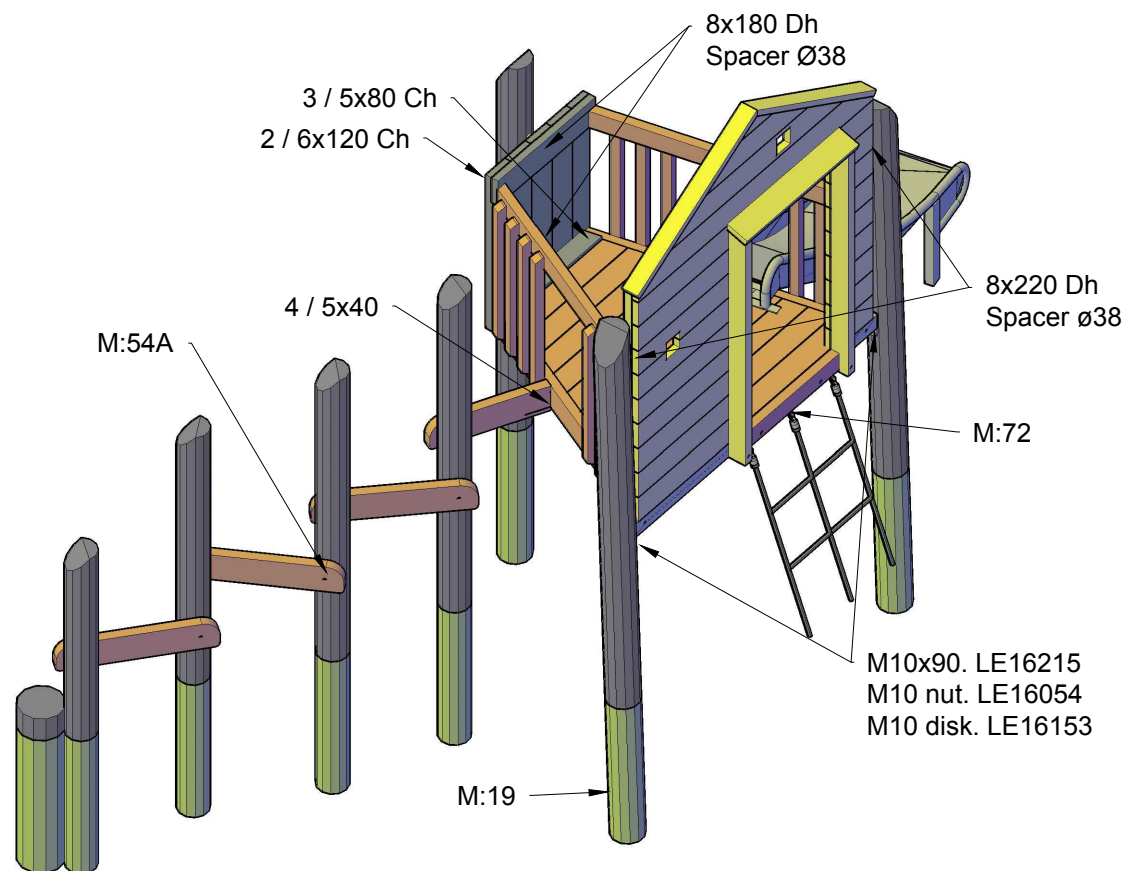 8x180 Dh
Spacer Ø38
3 / 5x80 Ch
2 / 6x120 Ch
4 / 5x40
8x220 Dh
Spacer ø38
M:54A
M:72
M10x90. LE16215
M10 nut. LE16054
M10 disk. LE16153
M:19